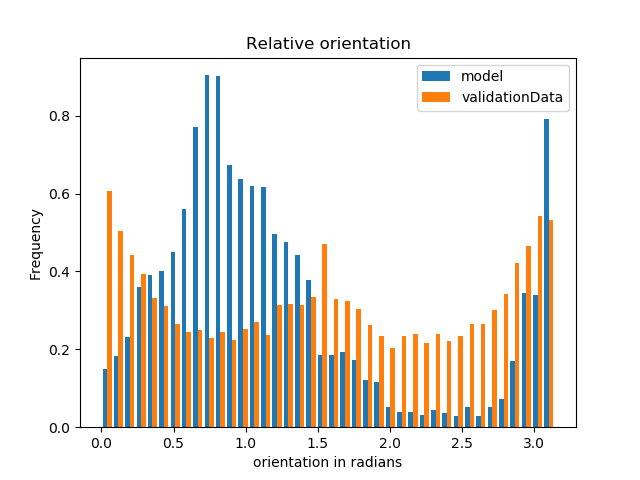 Relative orientation
model
validationData
Frequency
0.8
0.6
0.4
0.2
0.0
0.0 0.5 1.0 1.5 2.0 2.5 3.0
orientation in radians